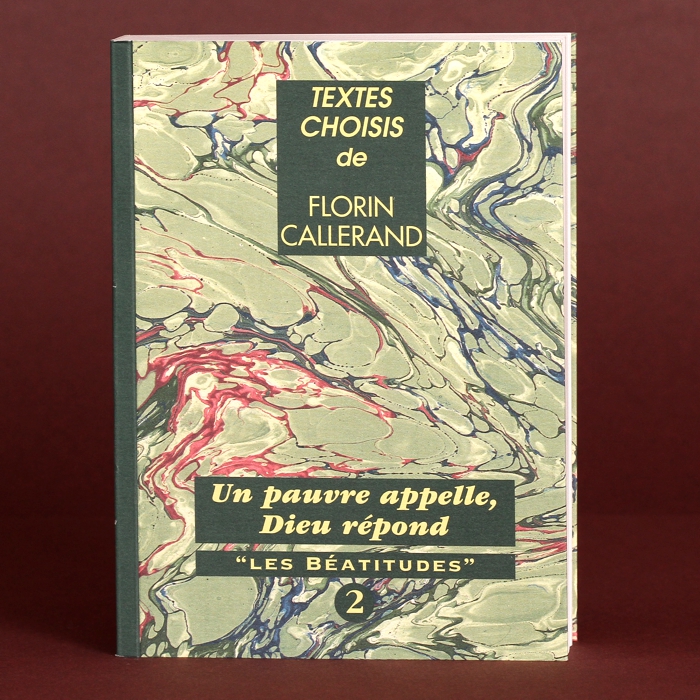 TEXTES
CHOISIS
de
FLORIN
CALLERAND
Un pauvre appelle,
Dieu répond
“LES BÉATITUDES”
2